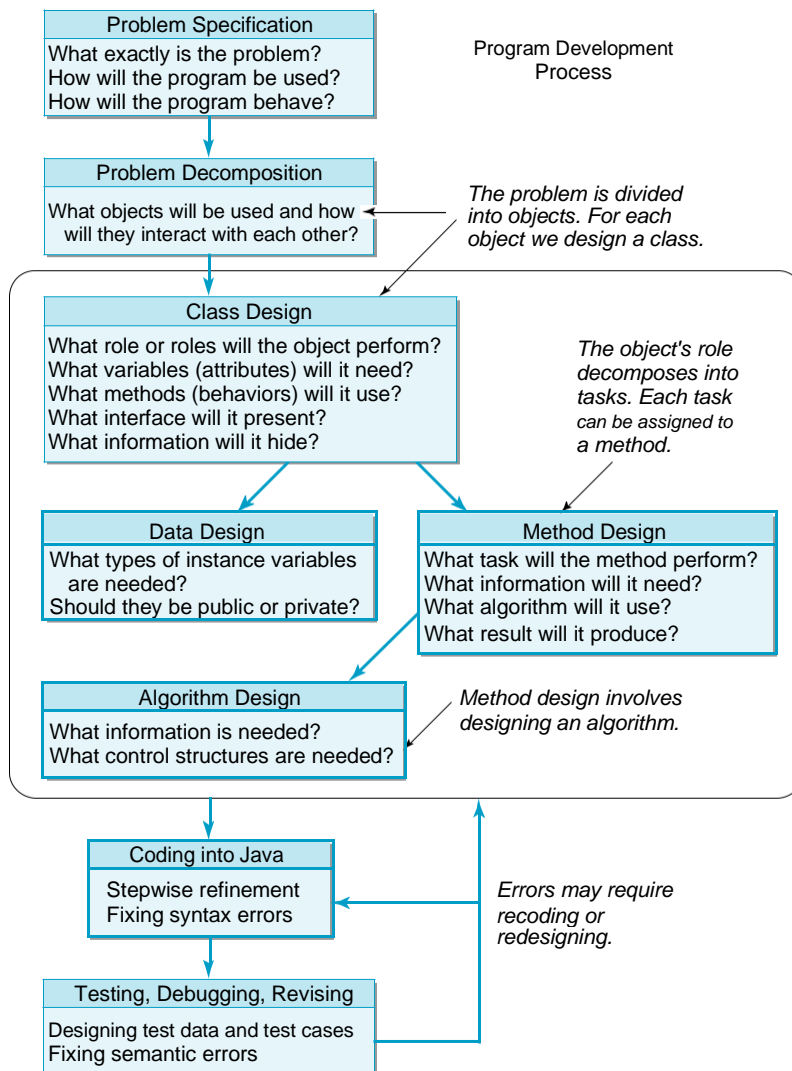 Problem Specification
What exactly is the problem?
How will the program be used?
How will the program behave?
Program Development
Process
Problem Decomposition
What objects will be used and how
will they interact with each other?
The problem is divided
into objects. For each
object we design a class.
Class Design
What role or roles will the object perform?
What variables (attributes) will it need?
What methods (behaviors) will it use?
What interface will it present?
What information will it hide?
The object's role
decomposes into
tasks. Each task
can be assigned to
a method.
Data Design
What types of instance variables
are needed?
Should they be public or private?
Method Design
What task will the method perform?
What information will it need?
What algorithm will it use?
What result will it produce?
Algorithm Design
What information is needed?
What control structures are needed?
Method design involves
designing an algorithm.
Coding into Java
Stepwise refinement
Fixing syntax errors
Errors may require
recoding or
redesigning.
Testing, Debugging, Revising
Designing test data and test cases
Fixing semantic errors